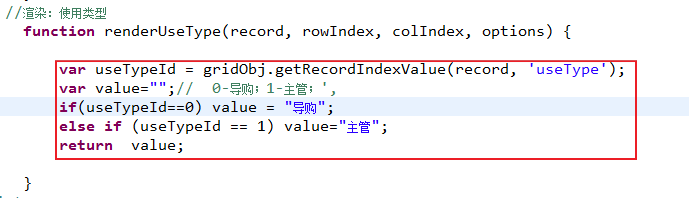 //渲染: 使用类型
function renderUseType(record, rowIndex, colIndex, options) {
var useTypeId = gridObj.getRecordIndexValue(record, 'useType');
var value="";//  0-导购；1-主管；',
if(useTypeId==0) value = "导购";
else if (useTypeId == 1) value="主管";
return  value;
}